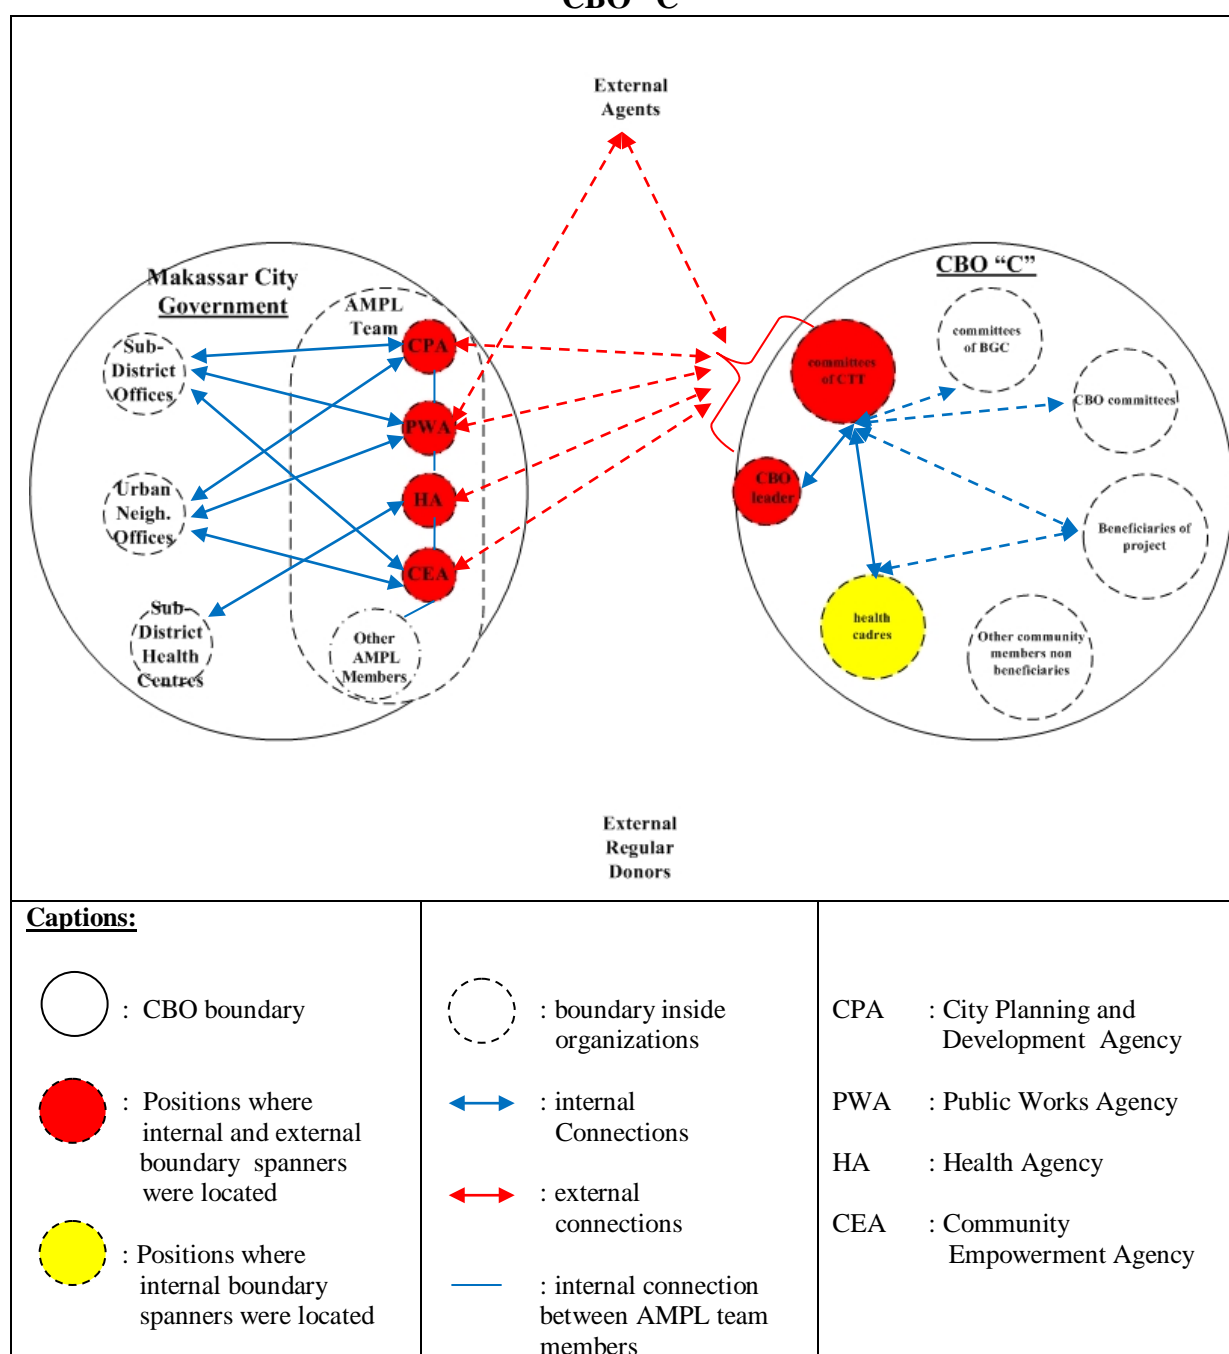 CBO "C"
External
Agents
Makassar City
Government
AMPL
Team
Sub-
District
Offices
Urban
Neigh.
Offices
Sub-
District
Health
Centres
CPA
PWA
HA
CEA
Other
AMPL
Members
CBO “C”
committees
of CTT
committees
of BGC
CBO committees
CBO
leader
Beneficiaries of
project
health
cadres
Other community
members non
beneficiaries
External
Regular
Donors
Captions:
: CBO boundary
: Positions where
internal and external
boundary spanners
were located
: Positions where
internal boundary
spanners were located
: boundary inside
organizations
: internal
Connections
: external
connections
: internal connection
between AMPL team
members
CPA : City Planning and
Development Agency
PWA : Public Works Agency
HA : Health Agency
CEA : Community
Empowerment Agency